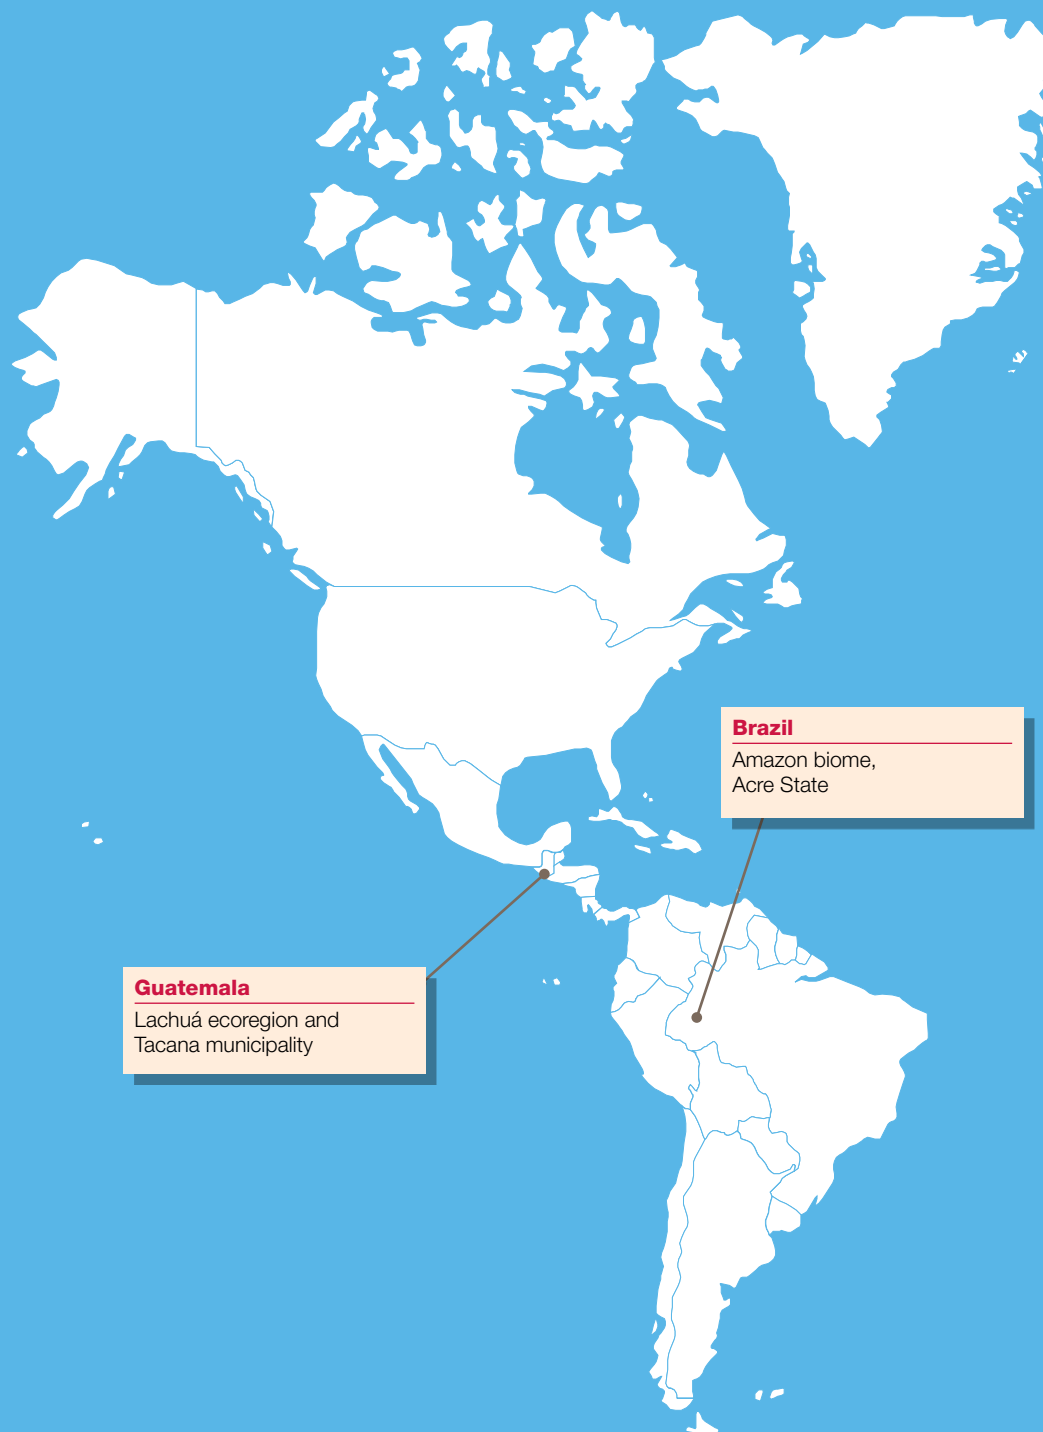 Brazil
Amazon biome,
Acre State
Guatemala
Lachuá ecoregion and
Tacana municipality